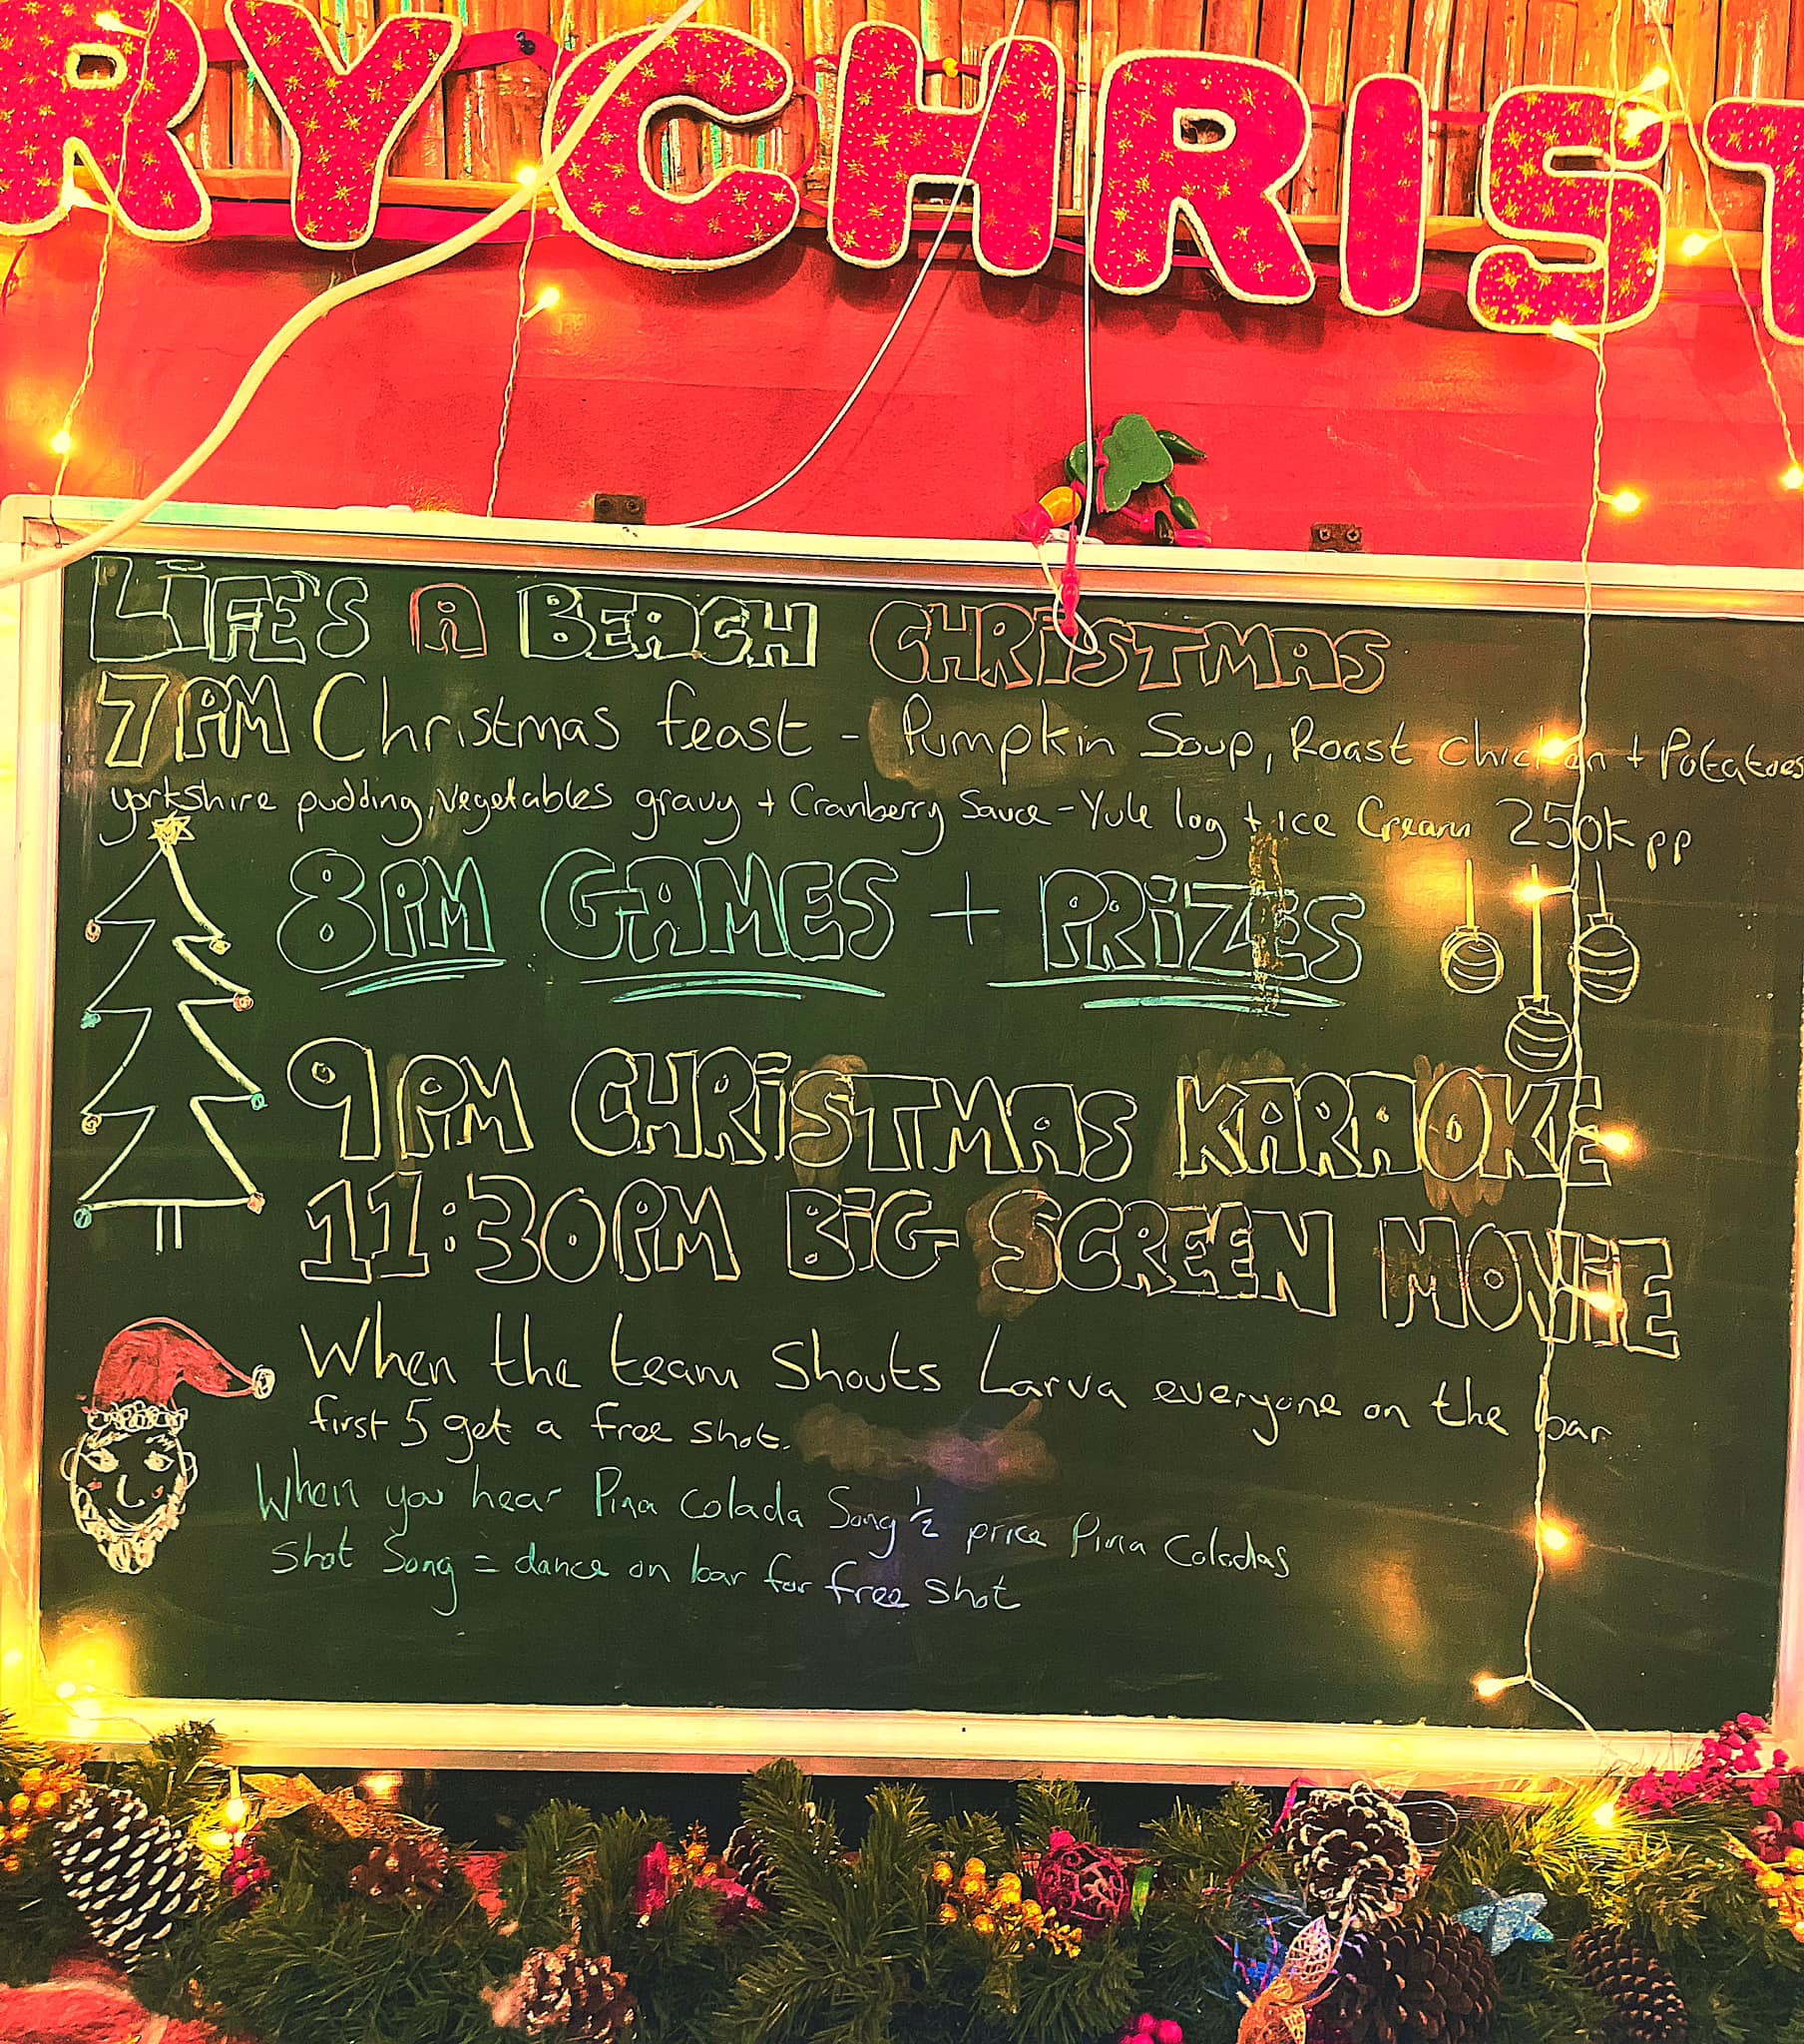 RY CHRIST
LiFE'S A BEACH CHRISTMAS
7PM Christmas feast - Pumpkin Soup, Roast chicken + Potatoes
yorkshire pudding, vegetables gravy + Cranberry Sauce - Yule log + ice Cream 250k pp
8PM GAMES + PRiZES
9PM CHRiSTMAS KARAOKE
11:30PM BiG SCREEN MOViE
When the team shouts Larva everyone on the bar
first 5 get a free shot.
When you hear Pina Colada Song ½ price Pina Coladas
Shot Song = dance on bar for free shot